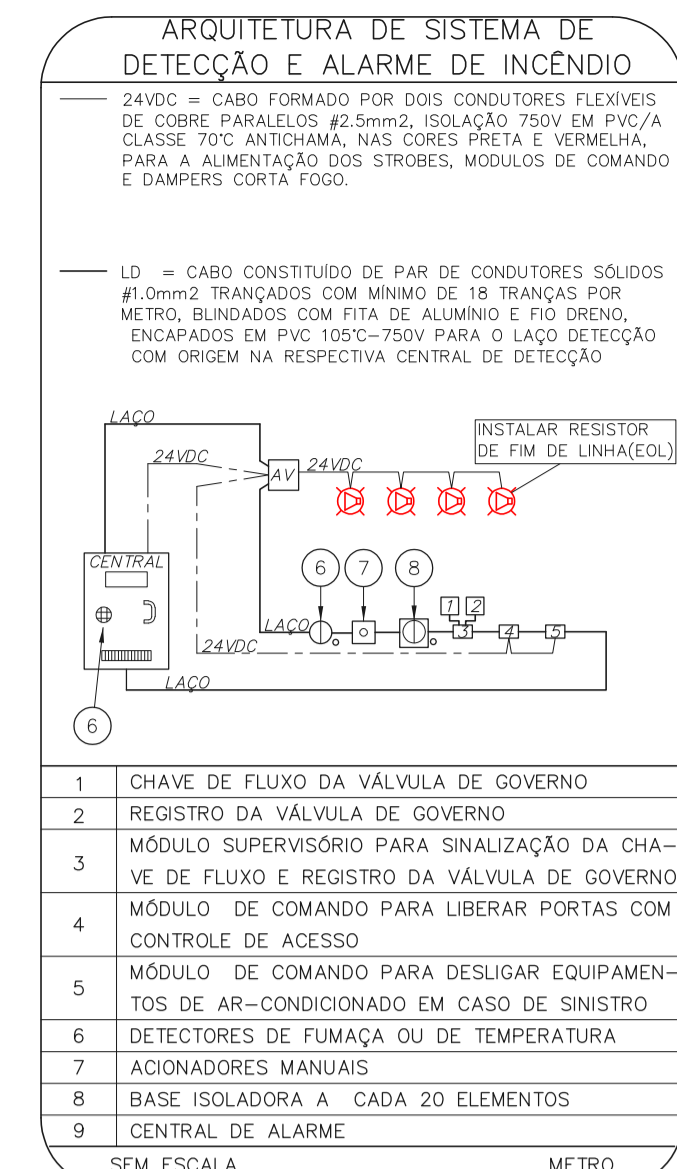 ARQUITETURA DE SISTEMA DE
DETECÇÃO E ALARME DE INCÊNDIO
24VDC = CABO FORMADO POR DOIS CONDUTORES FLEXÍVEIS
DE COBRE PARALELOS #2.5mm2, ISOLAÇÃO 750V EM PVC/A
CLASSE 70°C ANTICHAMA, NAS CORES PRETA E VERMELHA,
PARA A ALIMENTAÇÃO DOS STROBES, MODULOS DE COMANDO
E DAMPERS CORTA FOGO.
LD = CABO CONSTITUÍDO DE PAR DE CONDUTORES SÓLIDOS
#1.0mm2 TRANÇADOS COM MÍNIMO DE 18 TRANÇAS POR
METRO, BLINDADOS COM FITA DE ALUMÍNIO E FIO DRENO,
ENCAPADOS EM PVC 105°C-750V PARA O LAÇO DETECÇÃO
COM ORIGEM NA RESPECTIVA CENTRAL DE DETECÇÃO
LAÇO
INSTALAR RESISTOR
DE FIM DE LINHA(EOL)
24VDC
AV
24VDC
CENTRAL
6
7
8
1
2
LAÇO
3
4
5
24VDC
LAÇO
6
1 CHAVE DE FLUXO DA VÁLVULA DE GOVERNO
2 REGISTRO DA VÁLVULA DE GOVERNO
3 MÓDULO SUPERVISÓRIO PARA SINALIZAÇÃO DA CHA-
VE DE FLUXO E REGISTRO DA VÁLVULA DE GOVERNO
4 MÓDULO DE COMANDO PARA LIBERAR PORTAS COM
CONTROLE DE ACESSO
5 MÓDULO DE COMANDO PARA DESLIGAR EQUIPAMEN-
TOS DE AR-CONDICIONADO EM CASO DE SINISTRO
6 DETECTORES DE FUMAÇA OU DE TEMPERATURA
7 ACIONADORES MANUAIS
8 BASE ISOLADORA A CADA 20 ELEMENTOS
9 CENTRAL DE ALARME
SEM ESCALA METRO